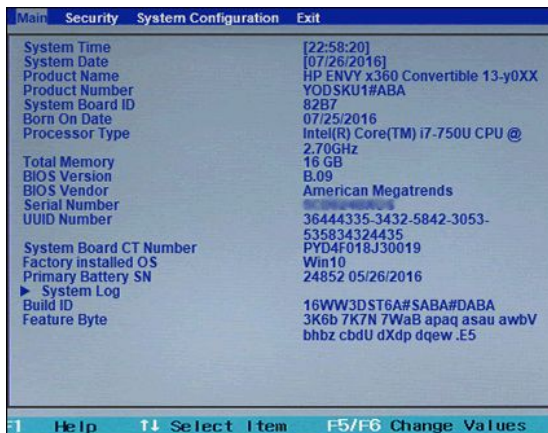 Main Security System Configuration Exit
System Time [22:58:20]
System Date [07/26/2016]
Product Name HP ENVY x360 Convertible 13-y0XX
Product Number YODSKU1#ABA
System Board ID 82B7
Born On Date 07/25/2016
Processor Type Intel(R) Core(TM) i7-750U CPU @
2.70GHz
Total Memory 16 GB
BIOS Version B.09
BIOS Vendor American Megatrends
Serial Number
UUID Number 36444335-3432-5842-3053-
535834324435
System Board CT Number PYD4F018J30019
Factory installed OS Win10
Primary Battery SN 24852 05/26/2016
▶ System Log
Build ID 16WW3DST6A#SABA#DABA
Feature Byte 3K6b 7K7N 7WaB apaq asau awbV
bhbz cbdU dXdp dqew .E5
F1 Help ↑↓ Select Item F5/F6 Change Values